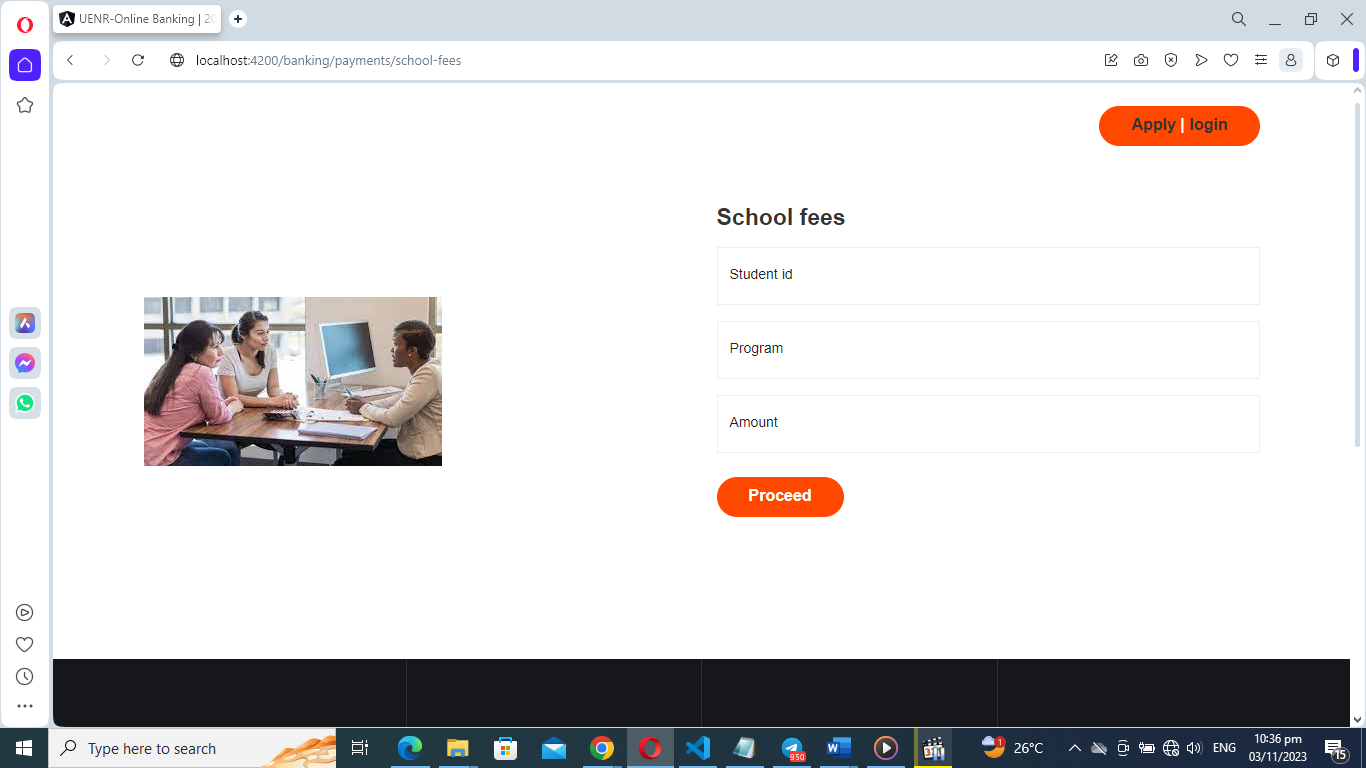 UENR-Online Banking | 20
localhost:4200/banking/payments/school-fees
Apply | login
School fees
Student id
Program
Amount
Proceed
Type here to search
950
1
26°C
ENG
10:36 pm
03/11/2023
15